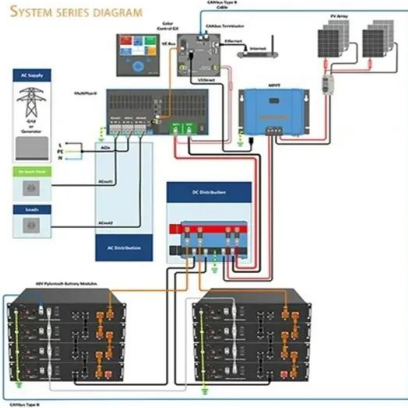 SYSTEM SERIES DIAGRAM
CANbus Type B
Cable
Color
Control GX
CANbus Terminator
PV Array
VE.Bus
Ethernet
Internet
AC Supply
VEDirect
MultiPlus-II
MPPT
Grid
or
Generator
L
PE
N
ACin
DC Distribution
ACout1
Loads
ACout2
AC Distribution
48V Pylontech Battery Modules
CANbus Type B